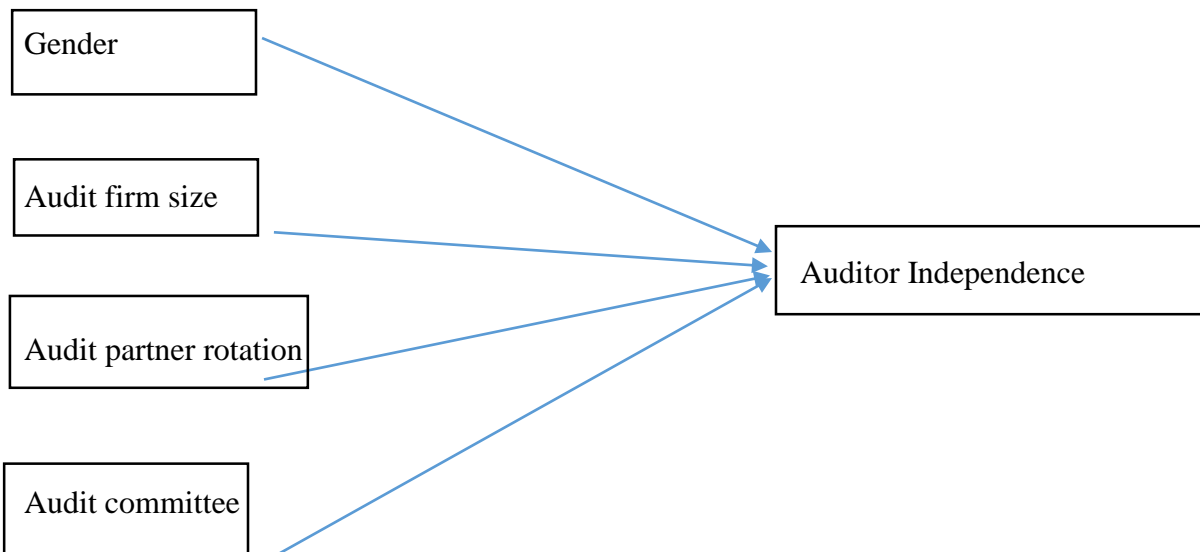 Gender
Audit firm size
Auditor Independence
Audit partner rotation
Audit committee